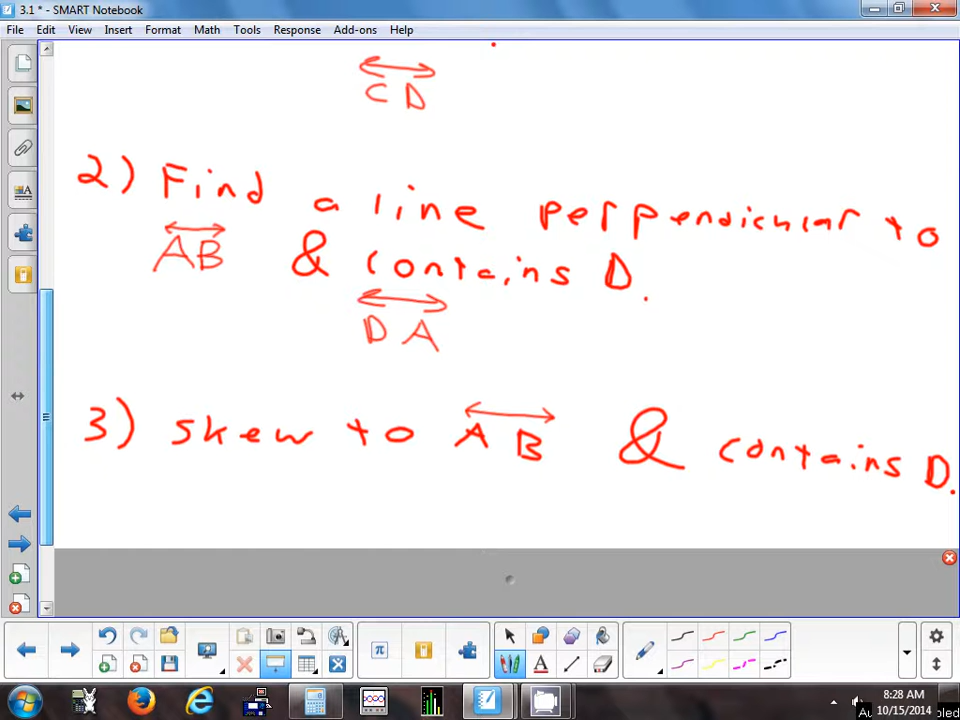 3.1 * - SMART Notebook
File Edit View Insert Format Math Tools Response Add-ons Help
CD
2) Find a line perpendicular to
AB & contains D.
DA
3) skew to AB & contains D.
π
A
8:28 AM
10/15/2014